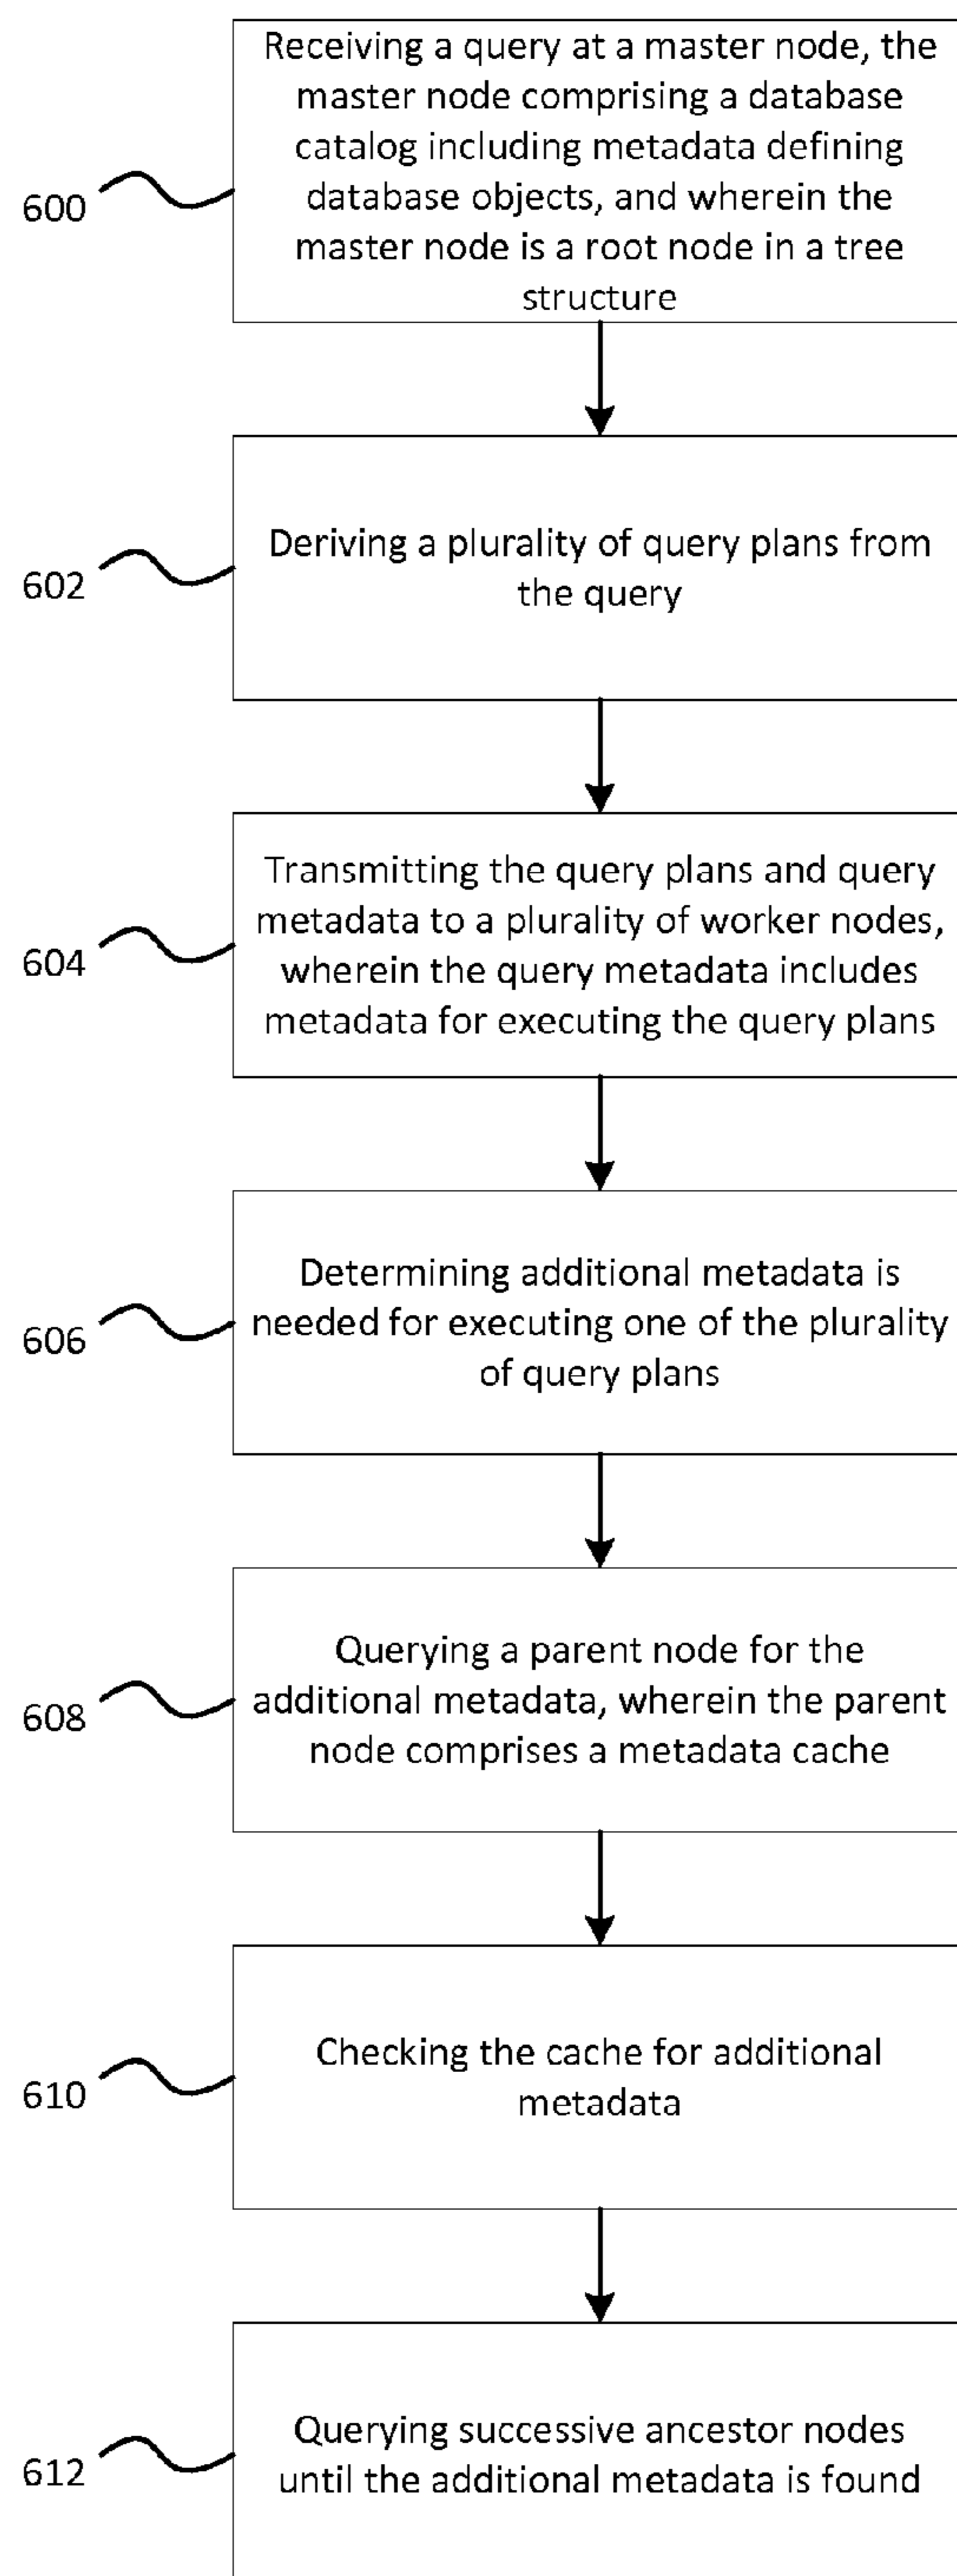 Receiving a query at a master node, the
master node comprising a database
catalog including metadata defining
database objects, and wherein the
master node is a root node in a tree
structure
600
Deriving a plurality of query plans from
the query
602
Transmitting the query plans and query
metadata to a plurality of worker nodes,
wherein the query metadata includes
metadata for executing the query plans
604
Determining additional metadata is
needed for executing one of the plurality
of query plans
606
Querying a parent node for the
additional metadata, wherein the parent
node comprises a metadata cache
608
Checking the cache for additional
metadata
610
Querying successive ancestor nodes
until the additional metadata is found
612